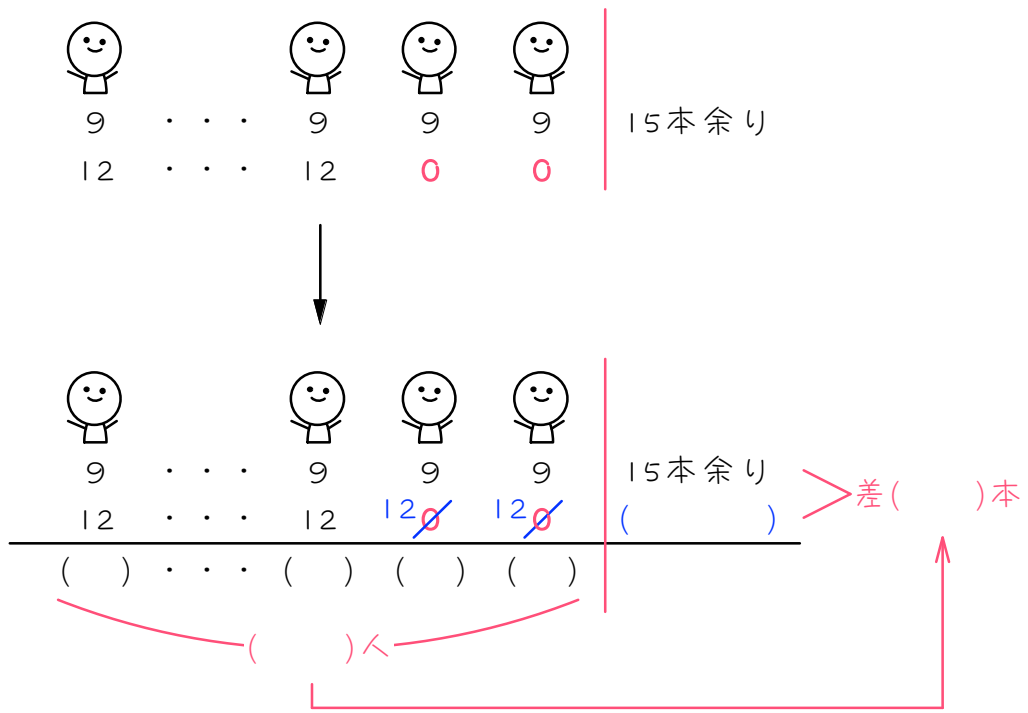 9 ・・・ 9 9 9 15本余り
12 ・・・ 12 0 0
9 ・・・ 9 9 9 15本余り
12 ・・・ 12 12 0 12 0 ( ) 差( )本
( ) ・・・ ( ) ( ) ( )
( )人